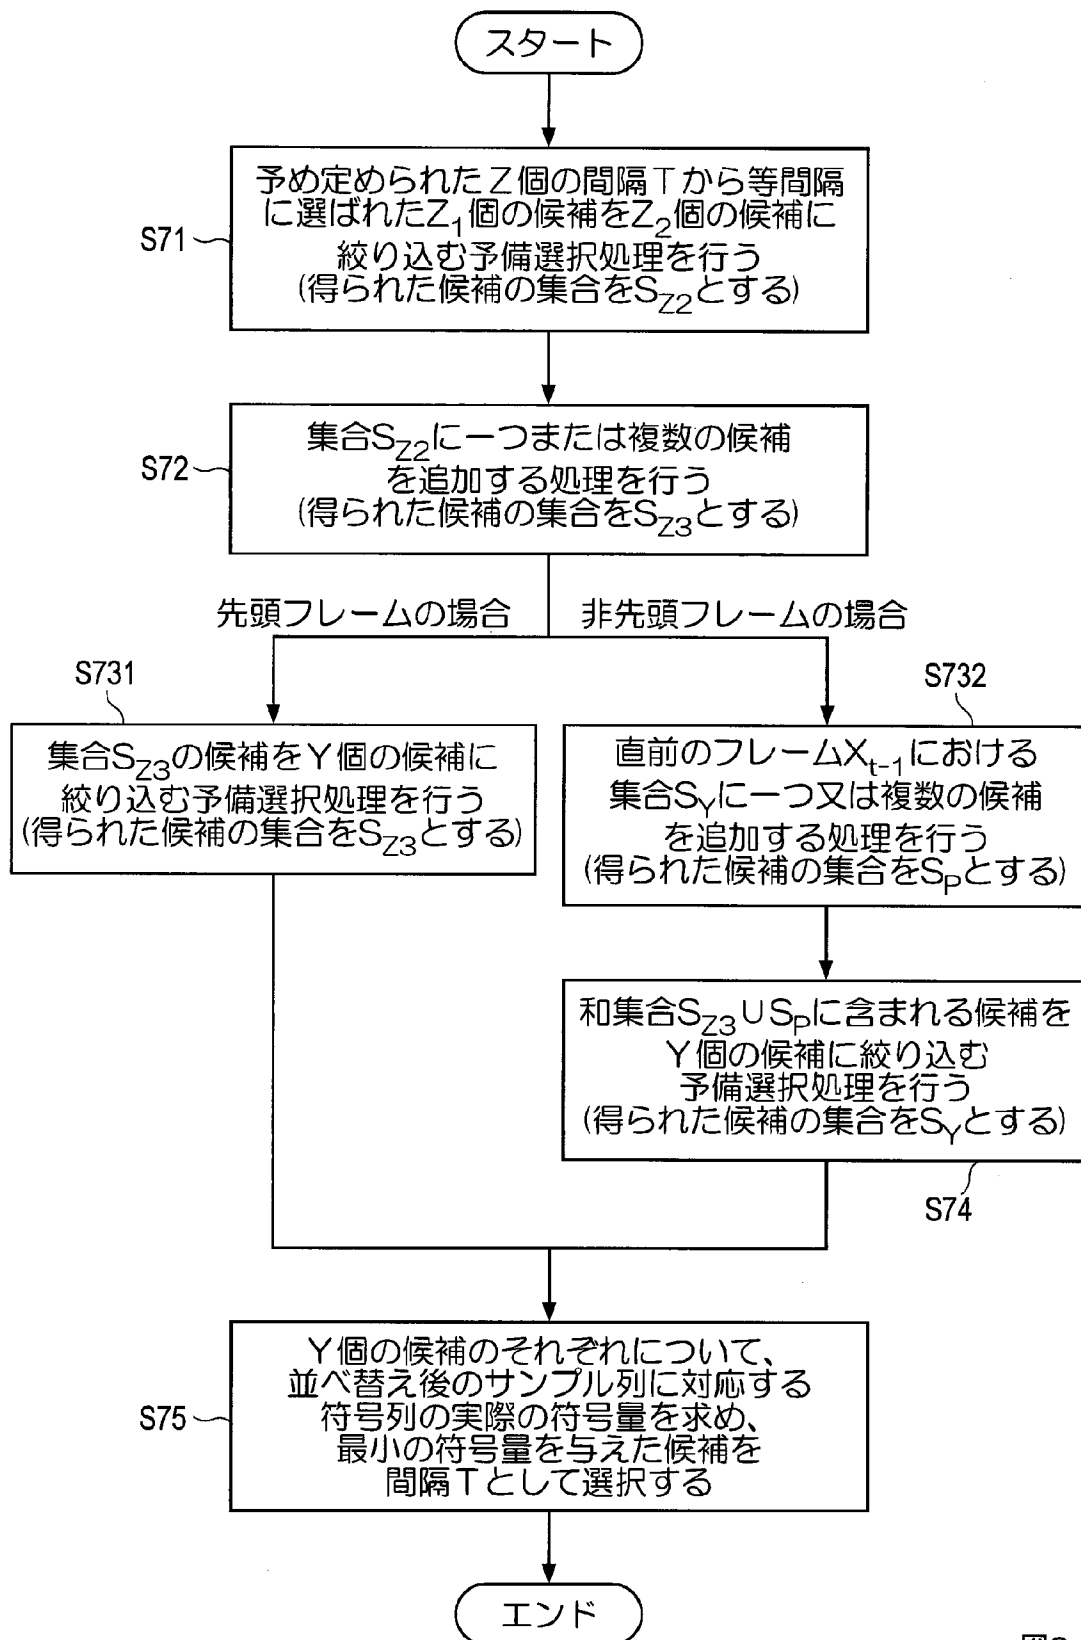 スタート
S71
予め定められたZ個の間隔Tから等間隔
に選ばれたZ1個の候補をZ2個の候補に
絞り込む予備選択処理を行う
(得られた候補の集合をSZ2とする)
S72
集合SZ2に一つまたは複数の候補
を追加する処理を行う
(得られた候補の集合をSZ3とする)
先頭フレームの場合
非先頭フレームの場合
S731
集合SZ3の候補をY個の候補に
絞り込む予備選択処理を行う
(得られた候補の集合をSZ3とする)
S732
直前のフレームXt-1における
集合SYに一つ又は複数の候補
を追加する処理を行う
(得られた候補の集合をSPとする)
和集合SZ3∪SPに含まれる候補を
Y個の候補に絞り込む
予備選択処理を行う
(得られた候補の集合をSYとする)
S74
S75
Y個の候補のそれぞれについて、
並べ替え後のサンプル列に対応する
符号列の実際の符号量を求め、
最小の符号量を与えた候補を
間隔Tとして選択する
エンド